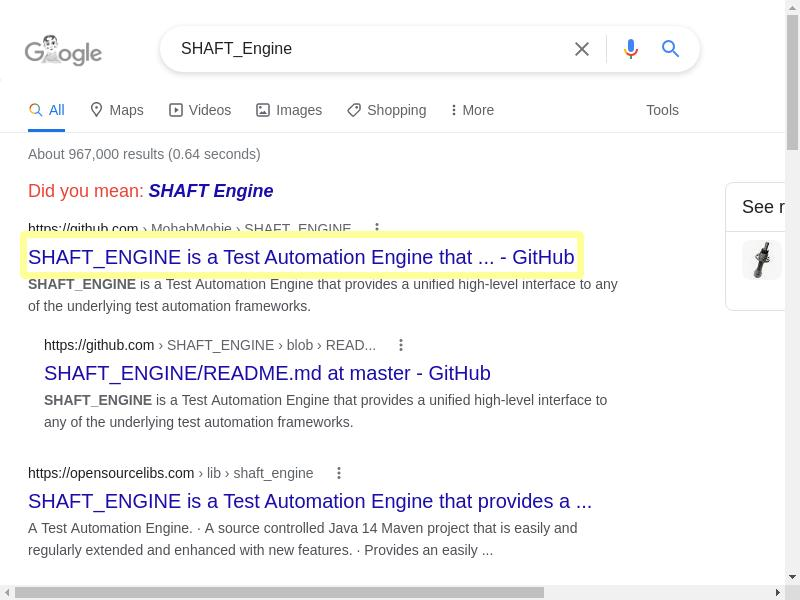 Google
SHAFT_Engine
All Maps Videos Images Shopping More Tools
About 967,000 results (0.64 seconds)
Did you mean: SHAFT Engine
https://github.com › MohabMohie › SHAFT_ENGINE
SHAFT_ENGINE is a Test Automation Engine that ... - GitHub
SHAFT_ENGINE is a Test Automation Engine that provides a unified high-level interface to any
of the underlying test automation frameworks.
https://github.com › SHAFT_ENGINE › blob › READ...
SHAFT_ENGINE/README.md at master - GitHub
SHAFT_ENGINE is a Test Automation Engine that provides a unified high-level interface to
any of the underlying test automation frameworks.
https://opensourcelibs.com › lib › shaft_engine
SHAFT_ENGINE is a Test Automation Engine that provides a ...
A Test Automation Engine. · A source controlled Java 14 Maven project that is easily and
regularly extended and enhanced with new features. · Provides an easily ...
See r